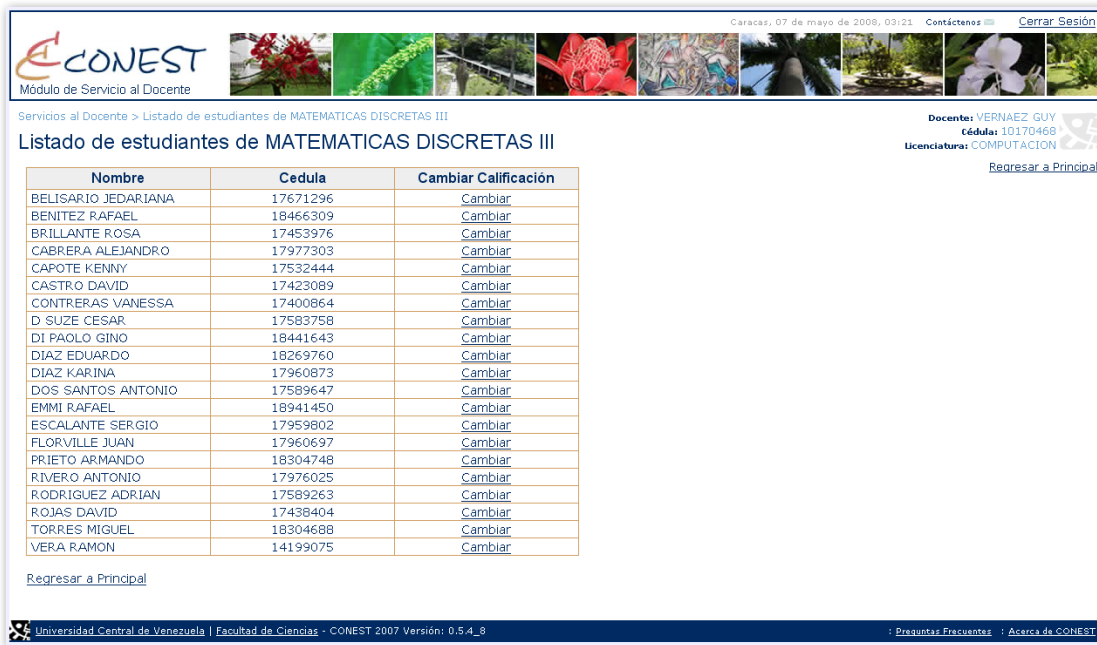 Caracas, 07 de mayo de 2008, 03:21 Contáctenos Cerrar Sesión
CONEST
Módulo de Servicio al Docente
Servicios al Docente > Listado de estudiantes de MATEMATICAS DISCRETAS III
Docente: VERNAEZ GUY
Cédula: 10170468
Licenciatura: COMPUTACION
Listado de estudiantes de MATEMATICAS DISCRETAS III
Regresar a Principal
Nombre Cedula Cambiar Calificación
BELISARIO JEDARIANA 17671296 Cambiar
BENITEZ RAFAEL 18466309 Cambiar
BRILLANTE ROSA 17453976 Cambiar
CABRERA ALEJANDRO 17977303 Cambiar
CAPOTE KENNY 17532444 Cambiar
CASTRO DAVID 17423089 Cambiar
CONTRERAS VANESSA 17400864 Cambiar
D SUZE CESAR 17583758 Cambiar
DI PAOLO GINO 18441643 Cambiar
DIAZ EDUARDO 18269760 Cambiar
DIAZ KARINA 17960873 Cambiar
DOS SANTOS ANTONIO 17589647 Cambiar
EMMI RAFAEL 18941450 Cambiar
ESCALANTE SERGIO 17959802 Cambiar
FLORVILLE JUAN 17960697 Cambiar
PRIETO ARMANDO 18304748 Cambiar
RIVERO ANTONIO 17976025 Cambiar
RODRIGUEZ ADRIAN 17589263 Cambiar
ROJAS DAVID 17438404 Cambiar
TORRES MIGUEL 18304688 Cambiar
VERA RAMON 14199075 Cambiar
Regresar a Principal
Universidad Central de Venezuela | Facultad de Ciencias - CONEST 2007 Versión: 0.5.4_8 : Preguntas Frecuentes : Acerca de CONEST